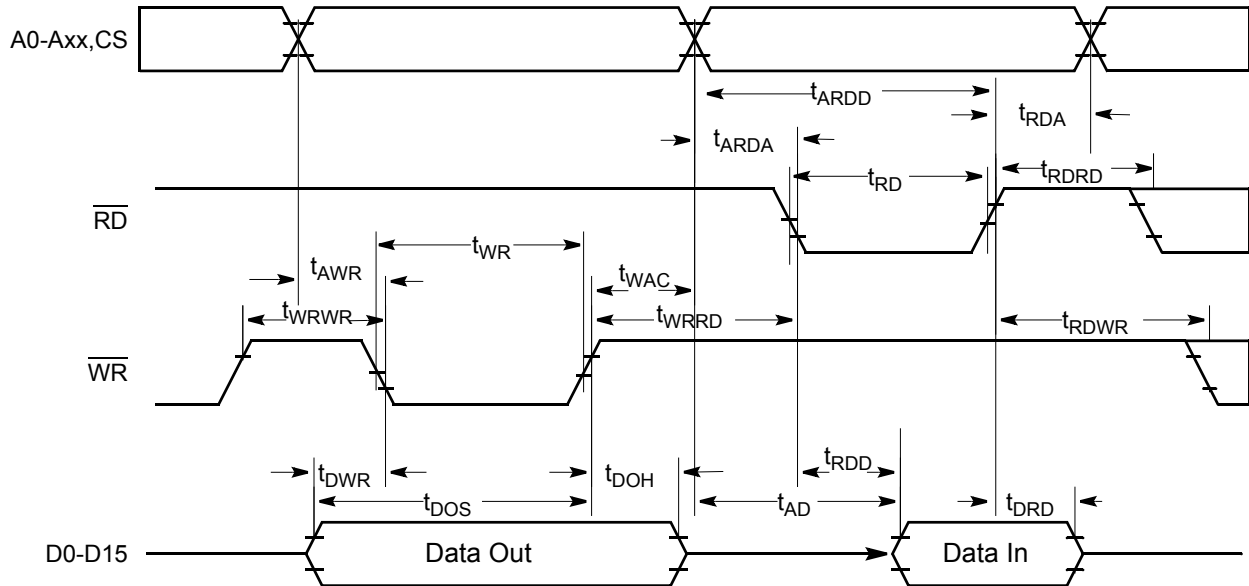 A0-Axx,CS
tARDD
tRDA
tARDA
tRD
tRDRD
RD
tWR
tAWR
tWAC
tWRWR
tWRRD
tRDWR
WR
tRDD
tDWR
tDOH
tDOS
tAD
tDRD
D0-D15
Data Out
Data In